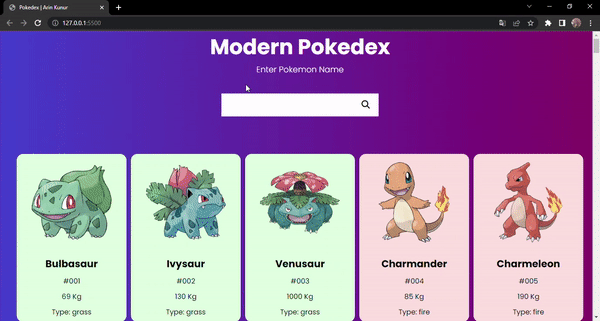 Pokedex | Arin Kunur
127.0.0.1:5500
Modern Pokedex
Enter Pokemon Name
Bulbasaur
#001
69 Kg
Type: grass
Ivysaur
#002
130 Kg
Type: grass
Venusaur
#003
1000 Kg
Type: grass
Charmander
#004
85 Kg
Type: fire
Charmeleon
#005
190 Kg
Type: fire